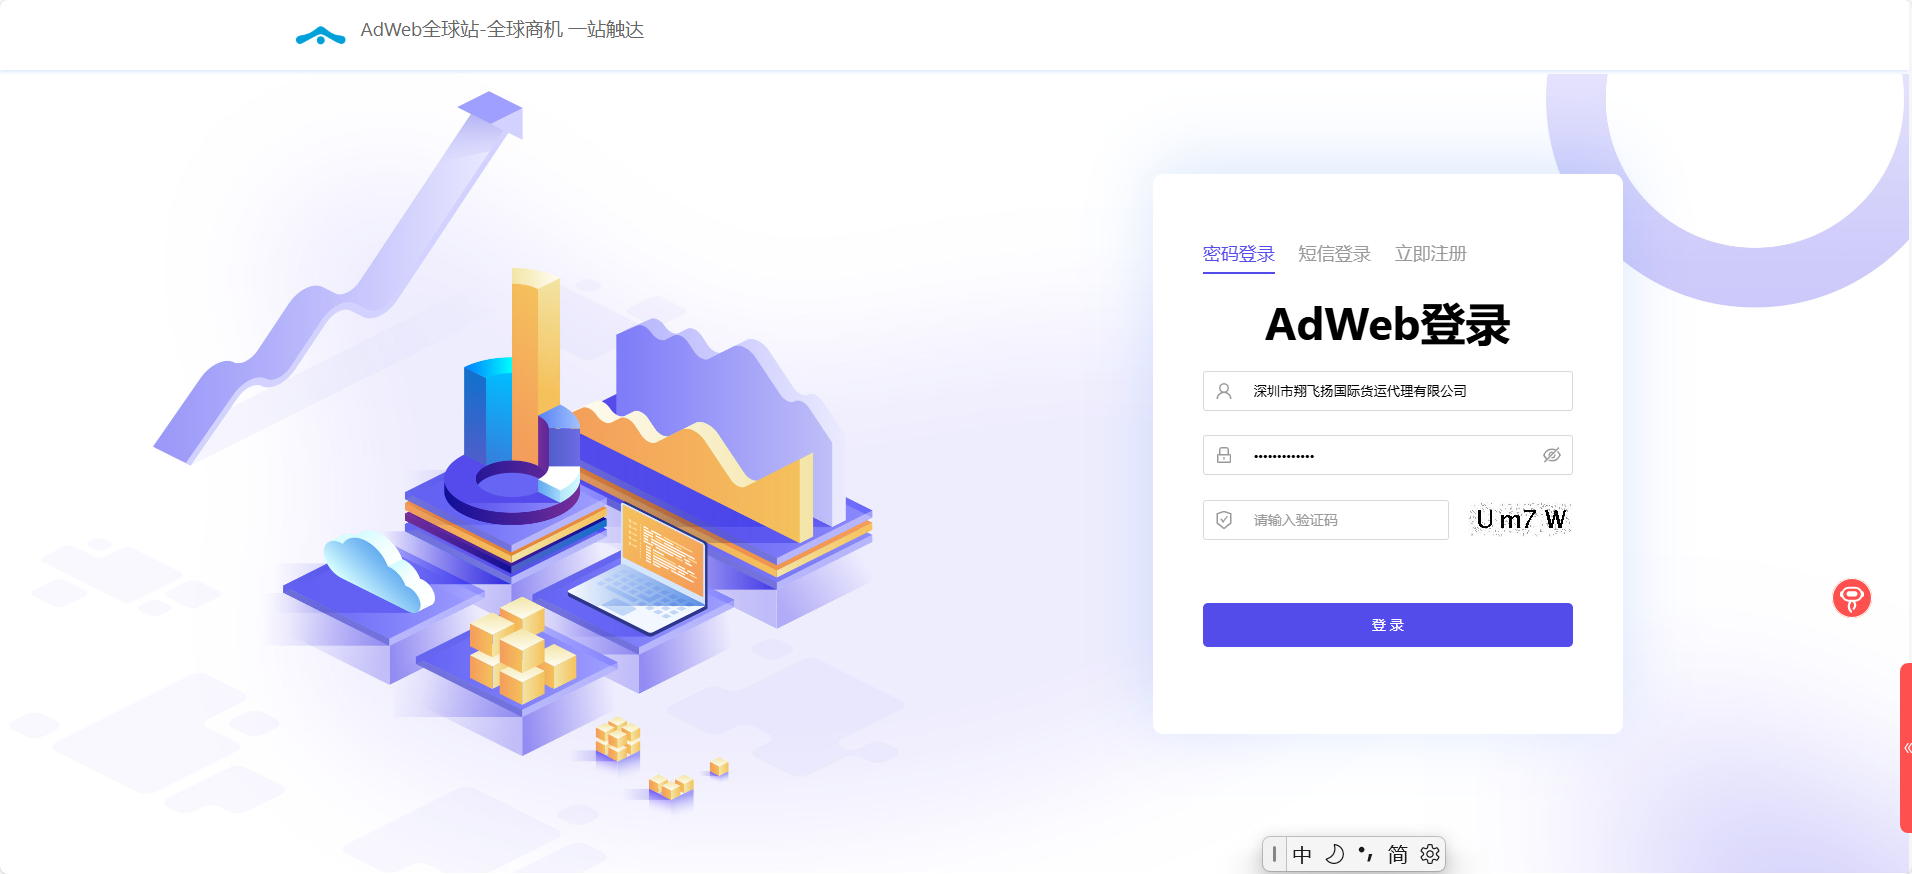 AdWeb全球站-全球商机 一站触达
密码登录 短信登录 立即注册
AdWeb登录
深圳市翔飞扬国际货运代理有限公司
•••••••••••••
请输入验证码
Um7W
登 录
中 简